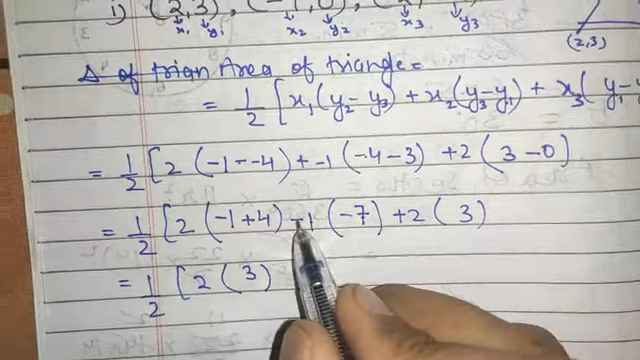 i) (2,3), (-1,0), (2,
x₁ y₁ x₂ y₂ x₃ y₃
(2,3)
Δ of trian Area of triangle =
= 1/2 [x₁(y₂-y₃) + x₂(y₃-y₁) + x₃(y₁-y
= 1/2 [2 (-1--4) + -1 (-4-3) + 2 (3-0]
= 1/2 [2 (-1+4) -1 (-7) + 2 ( 3)
= 1/2 [2 ( 3)